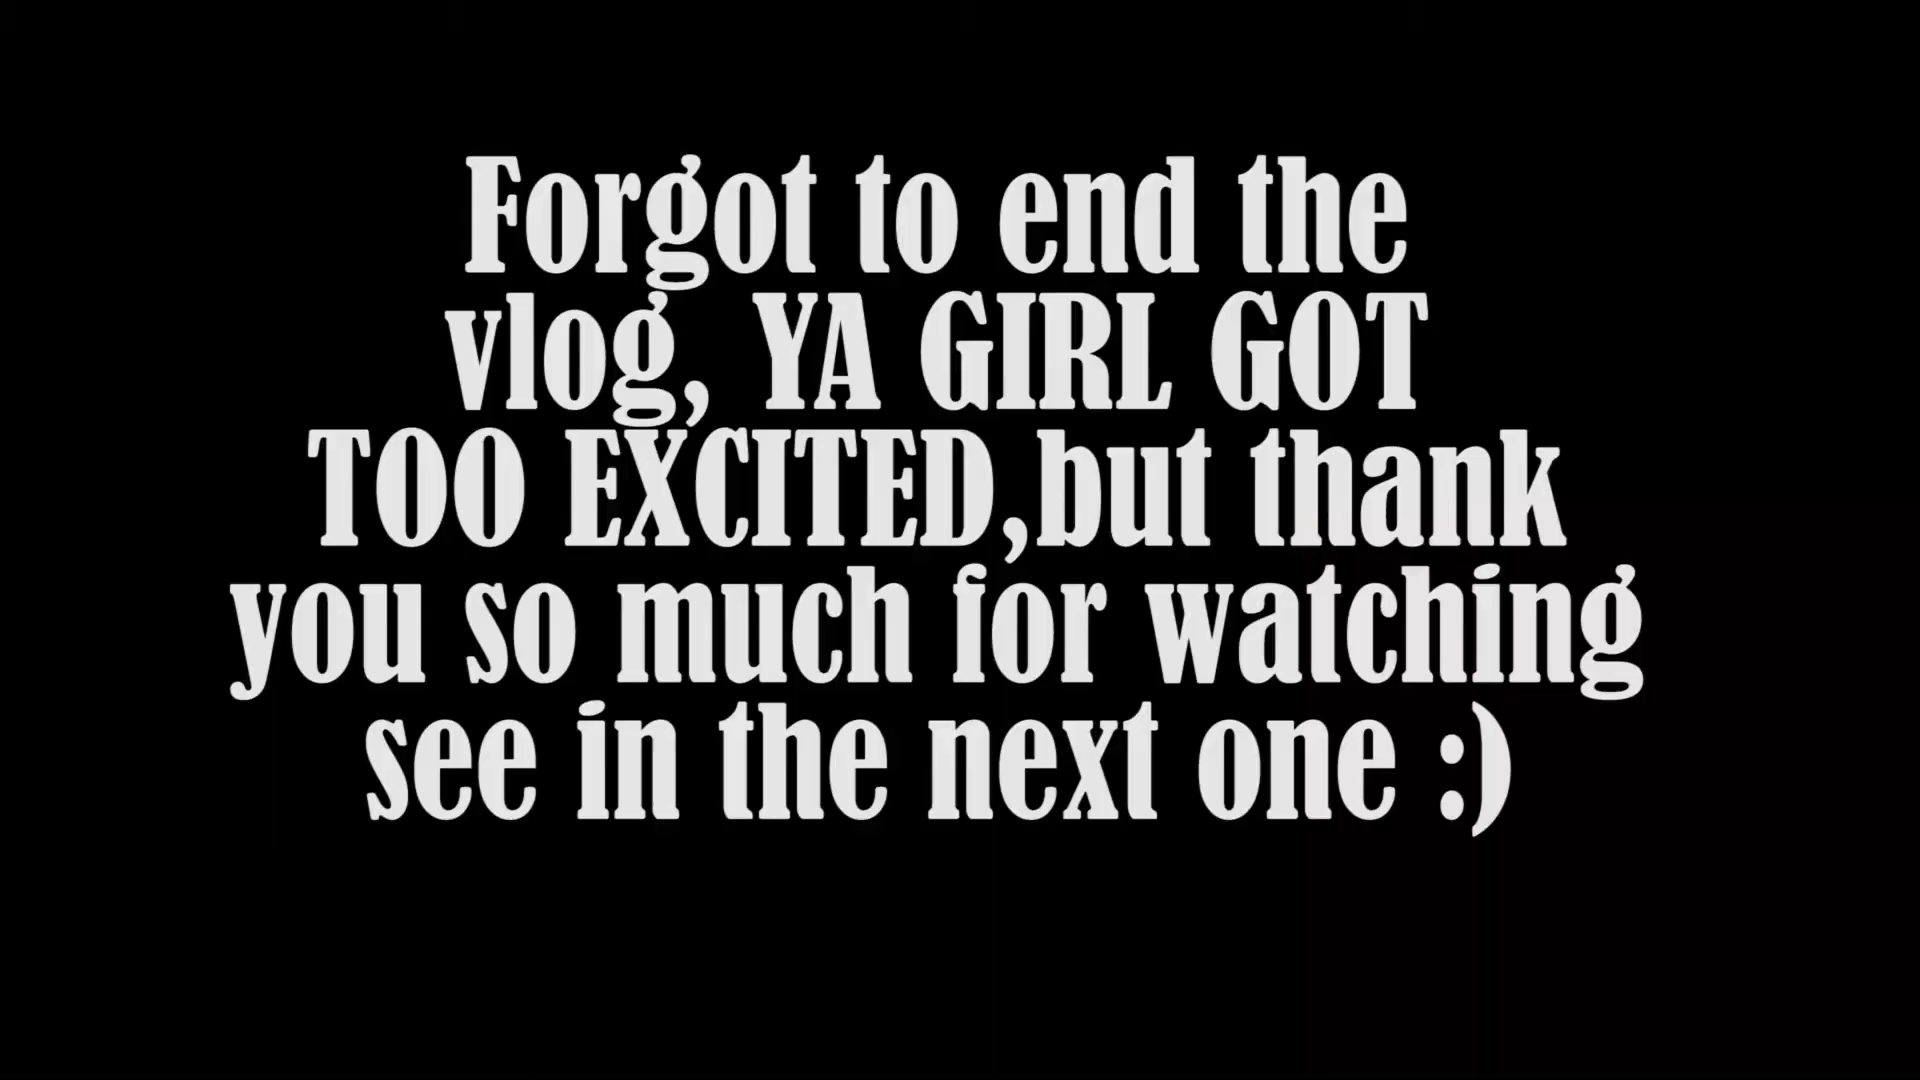 Forgot to end the
vlog, YA GIRL GOT
TOO EXCITED,but thank
you so much for watching
see in the next one :)